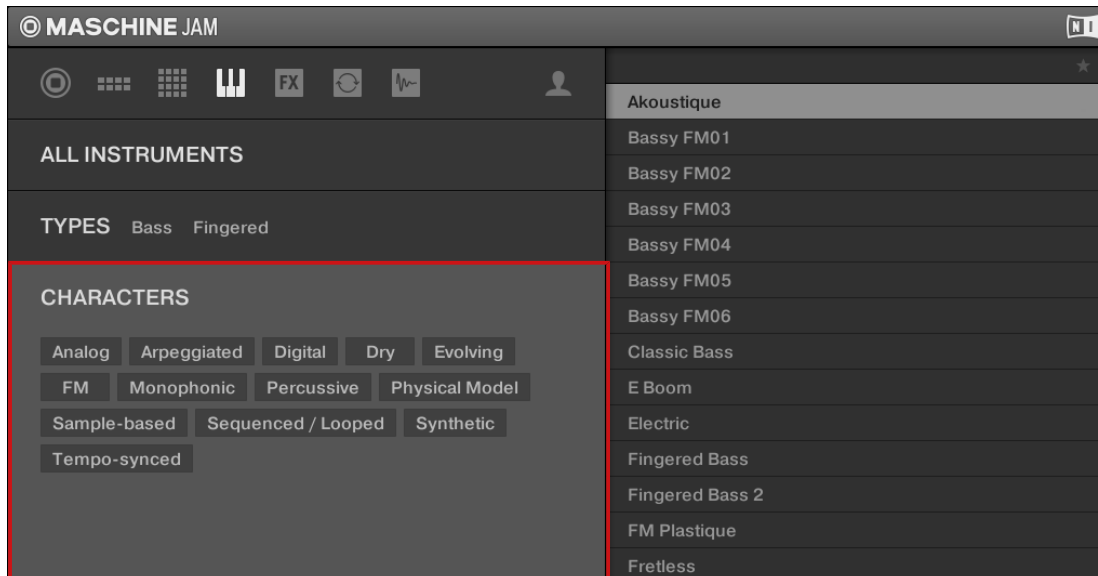 MASCHINE JAM
NI
FX
ALL INSTRUMENTS
TYPES Bass Fingered
CHARACTERS
Analog Arpeggiated Digital Dry Evolving
FM Monophonic Percussive Physical Model
Sample-based Sequenced / Looped Synthetic
Tempo-synced
Akoustique
Bassy FM01
Bassy FM02
Bassy FM03
Bassy FM04
Bassy FM05
Bassy FM06
Classic Bass
E Boom
Electric
Fingered Bass
Fingered Bass 2
FM Plastique
Fretless